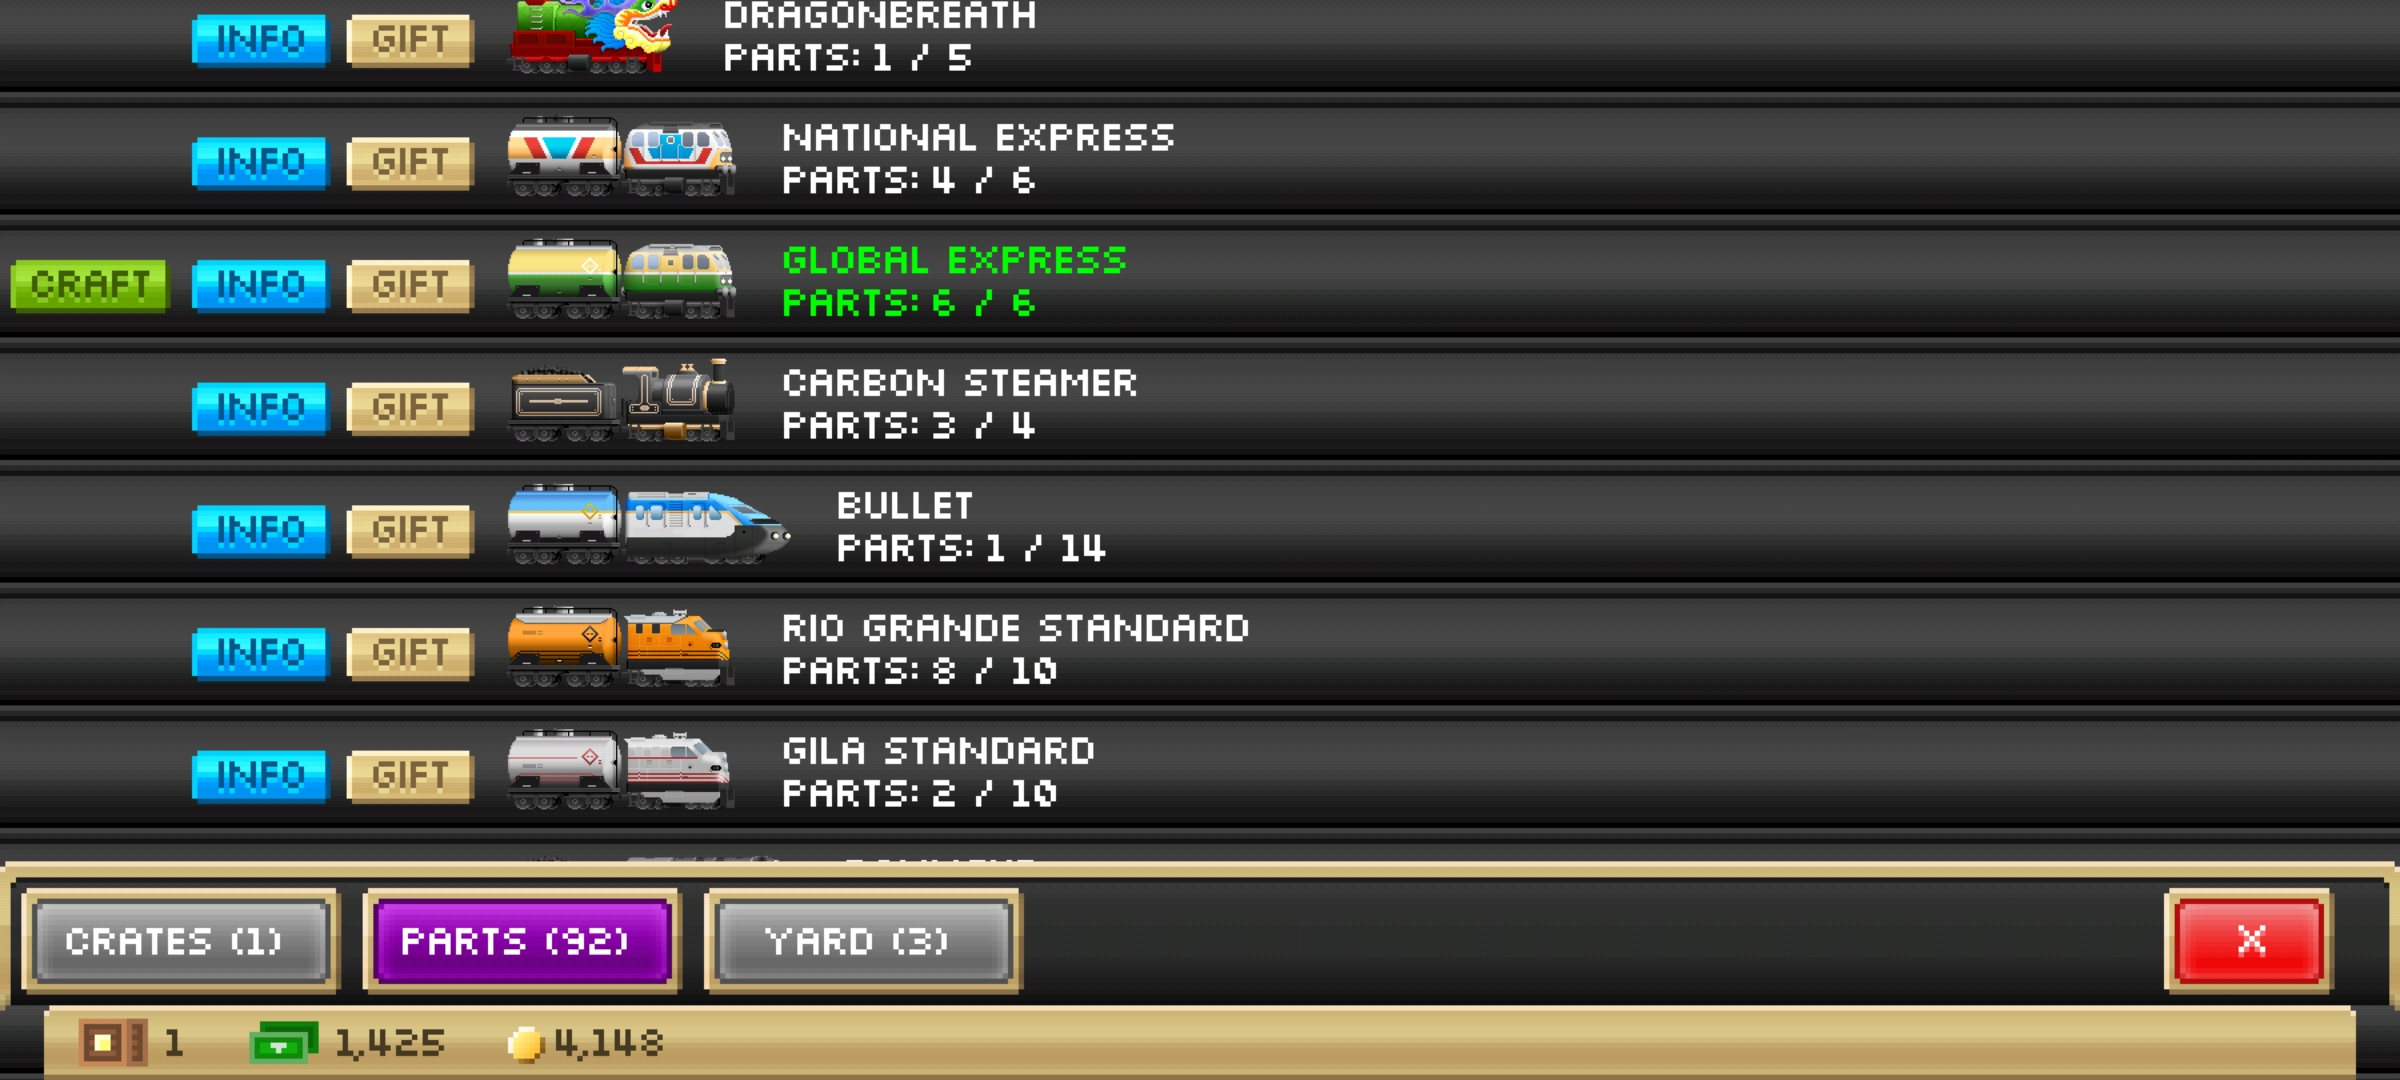 DRAGONBREATH
INFO GIFT PARTS: 1 / 5
NATIONAL EXPRESS
INFO GIFT PARTS: 4 / 6
GLOBAL EXPRESS
CRAFT INFO GIFT PARTS: 6 / 6
CARBON STEAMER
INFO GIFT PARTS: 3 / 4
BULLET
INFO GIFT PARTS: 1 / 14
RIO GRANDE STANDARD
INFO GIFT PARTS: 8 / 10
GILA STANDARD
INFO GIFT PARTS: 2 / 10
CRATES (1) PARTS (92) YARD (3) X
1 1,425 4,148